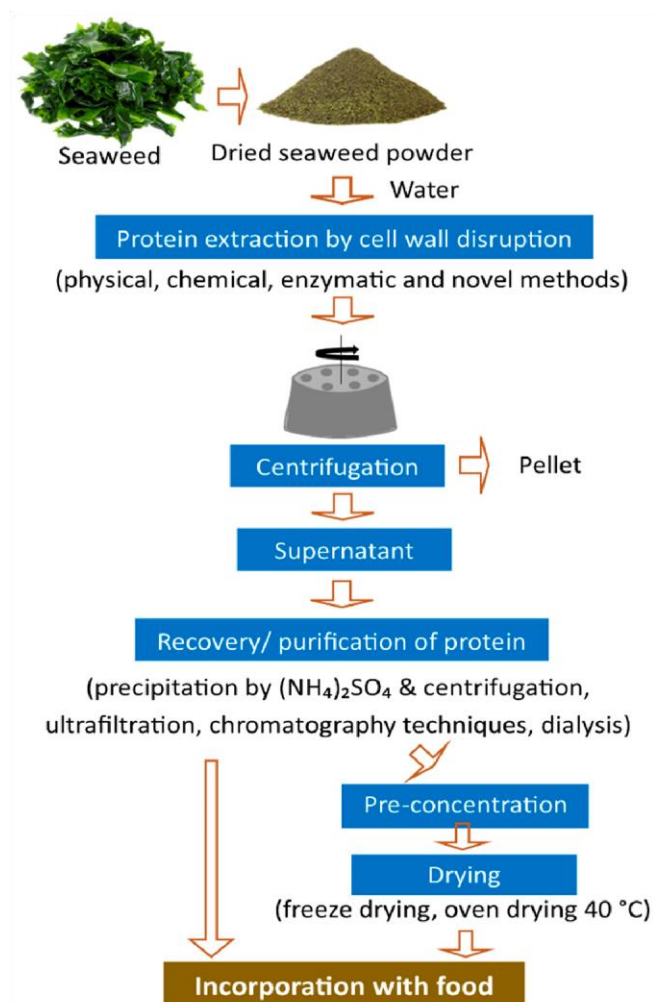 Seaweed
Dried seaweed powder
Water
Protein extraction by cell wall disruption
(physical, chemical, enzymatic and novel methods)
Centrifugation
Pellet
Supernatant
Recovery/ purification of protein
(precipitation by (NH₄)₂SO₄ & centrifugation,
ultrafiltration, chromatography techniques, dialysis)
Pre-concentration
Drying
(freeze drying, oven drying 40 °C)
Incorporation with food